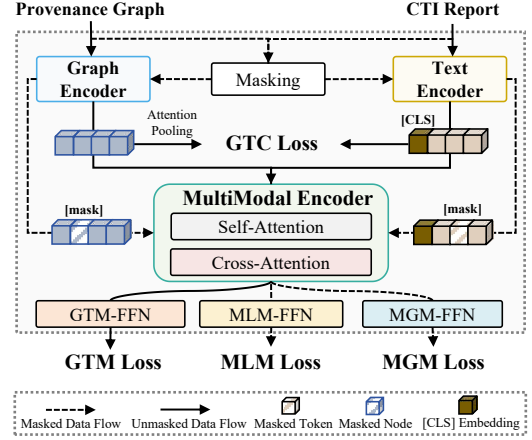 Provenance Graph
CTI Report
Graph
Encoder
Masking
Text
Encoder
Attention
Pooling
GTC Loss
[CLS]
[mask]
MultiModal Encoder
[mask]
Self-Attention
Cross-Attention
GTM-FFN
MLM-FFN
MGM-FFN
GTM Loss
MLM Loss
MGM Loss
Masked Data Flow
Unmasked Data Flow
Masked Token
Masked Node
[CLS] Embedding